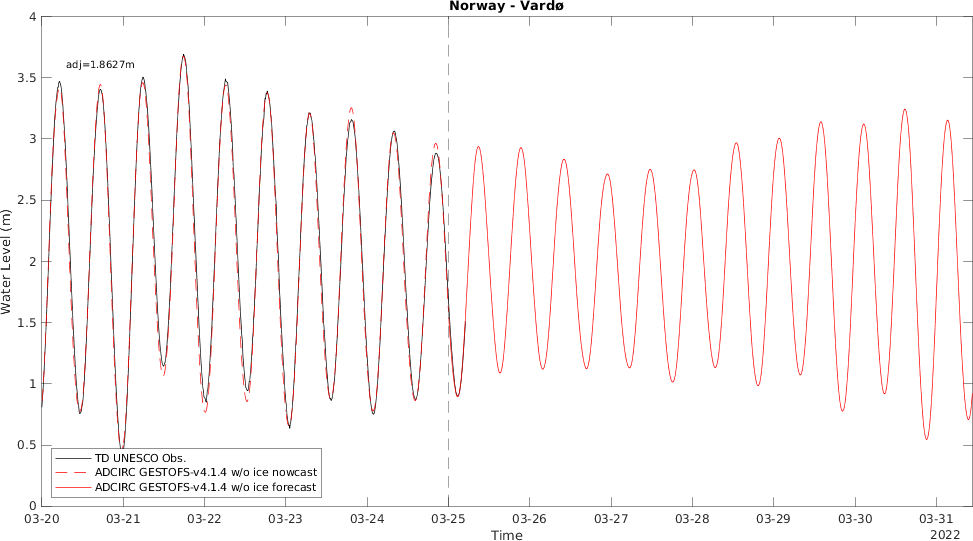 Norway - Vardø
4
adj=1.8627m
3.5
3
2.5
2
1.5
1
0.5
0
Water Level (m)
TD UNESCO Obs.
ADCIRC GESTOFS-v4.1.4 w/o ice nowcast
ADCIRC GESTOFS-v4.1.4 w/o ice forecast
03-20 03-21 03-22 03-23 03-24 03-25 03-26 03-27 03-28 03-29 03-30 03-31
Time
2022